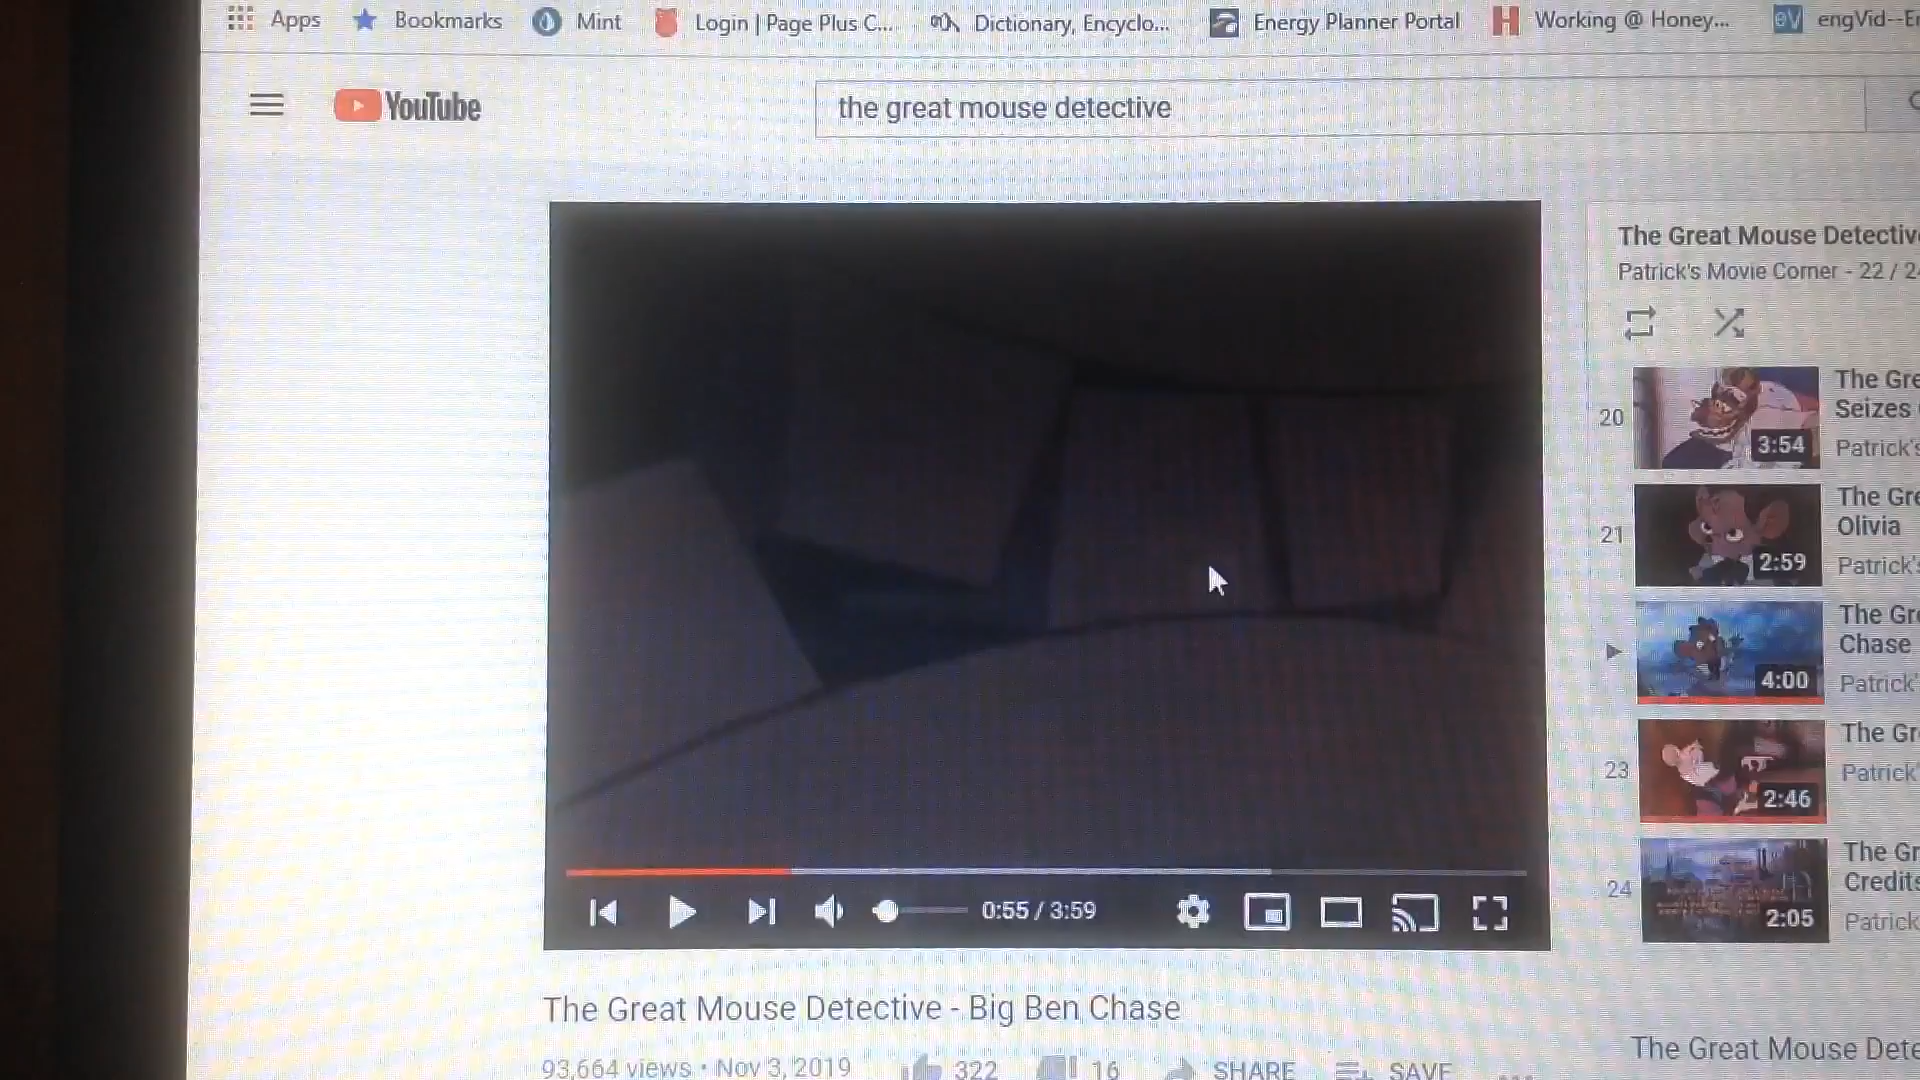 Apps Bookmarks Mint Login | Page Plus C... Dictionary, Encyclo... Energy Planner Portal Working @ Honey... engVid--E
YouTube
the great mouse detective
The Great Mouse Detectiv
Patrick's Movie Corner - 22 / 2
20
3:54
The Gre
Seizes
Patrick's
21
2:59
The Gre
Olivia
Patrick's
4:00
The Gr
Chase
Patrick'
23
2:46
The Gr
Patrick'
24
2:05
The Gr
Credits
Patrick
0:55 / 3:59
The Great Mouse Detective - Big Ben Chase
93,664 views • Nov 3, 2019 322 16 SHARE SAVE
The Great Mouse Dete